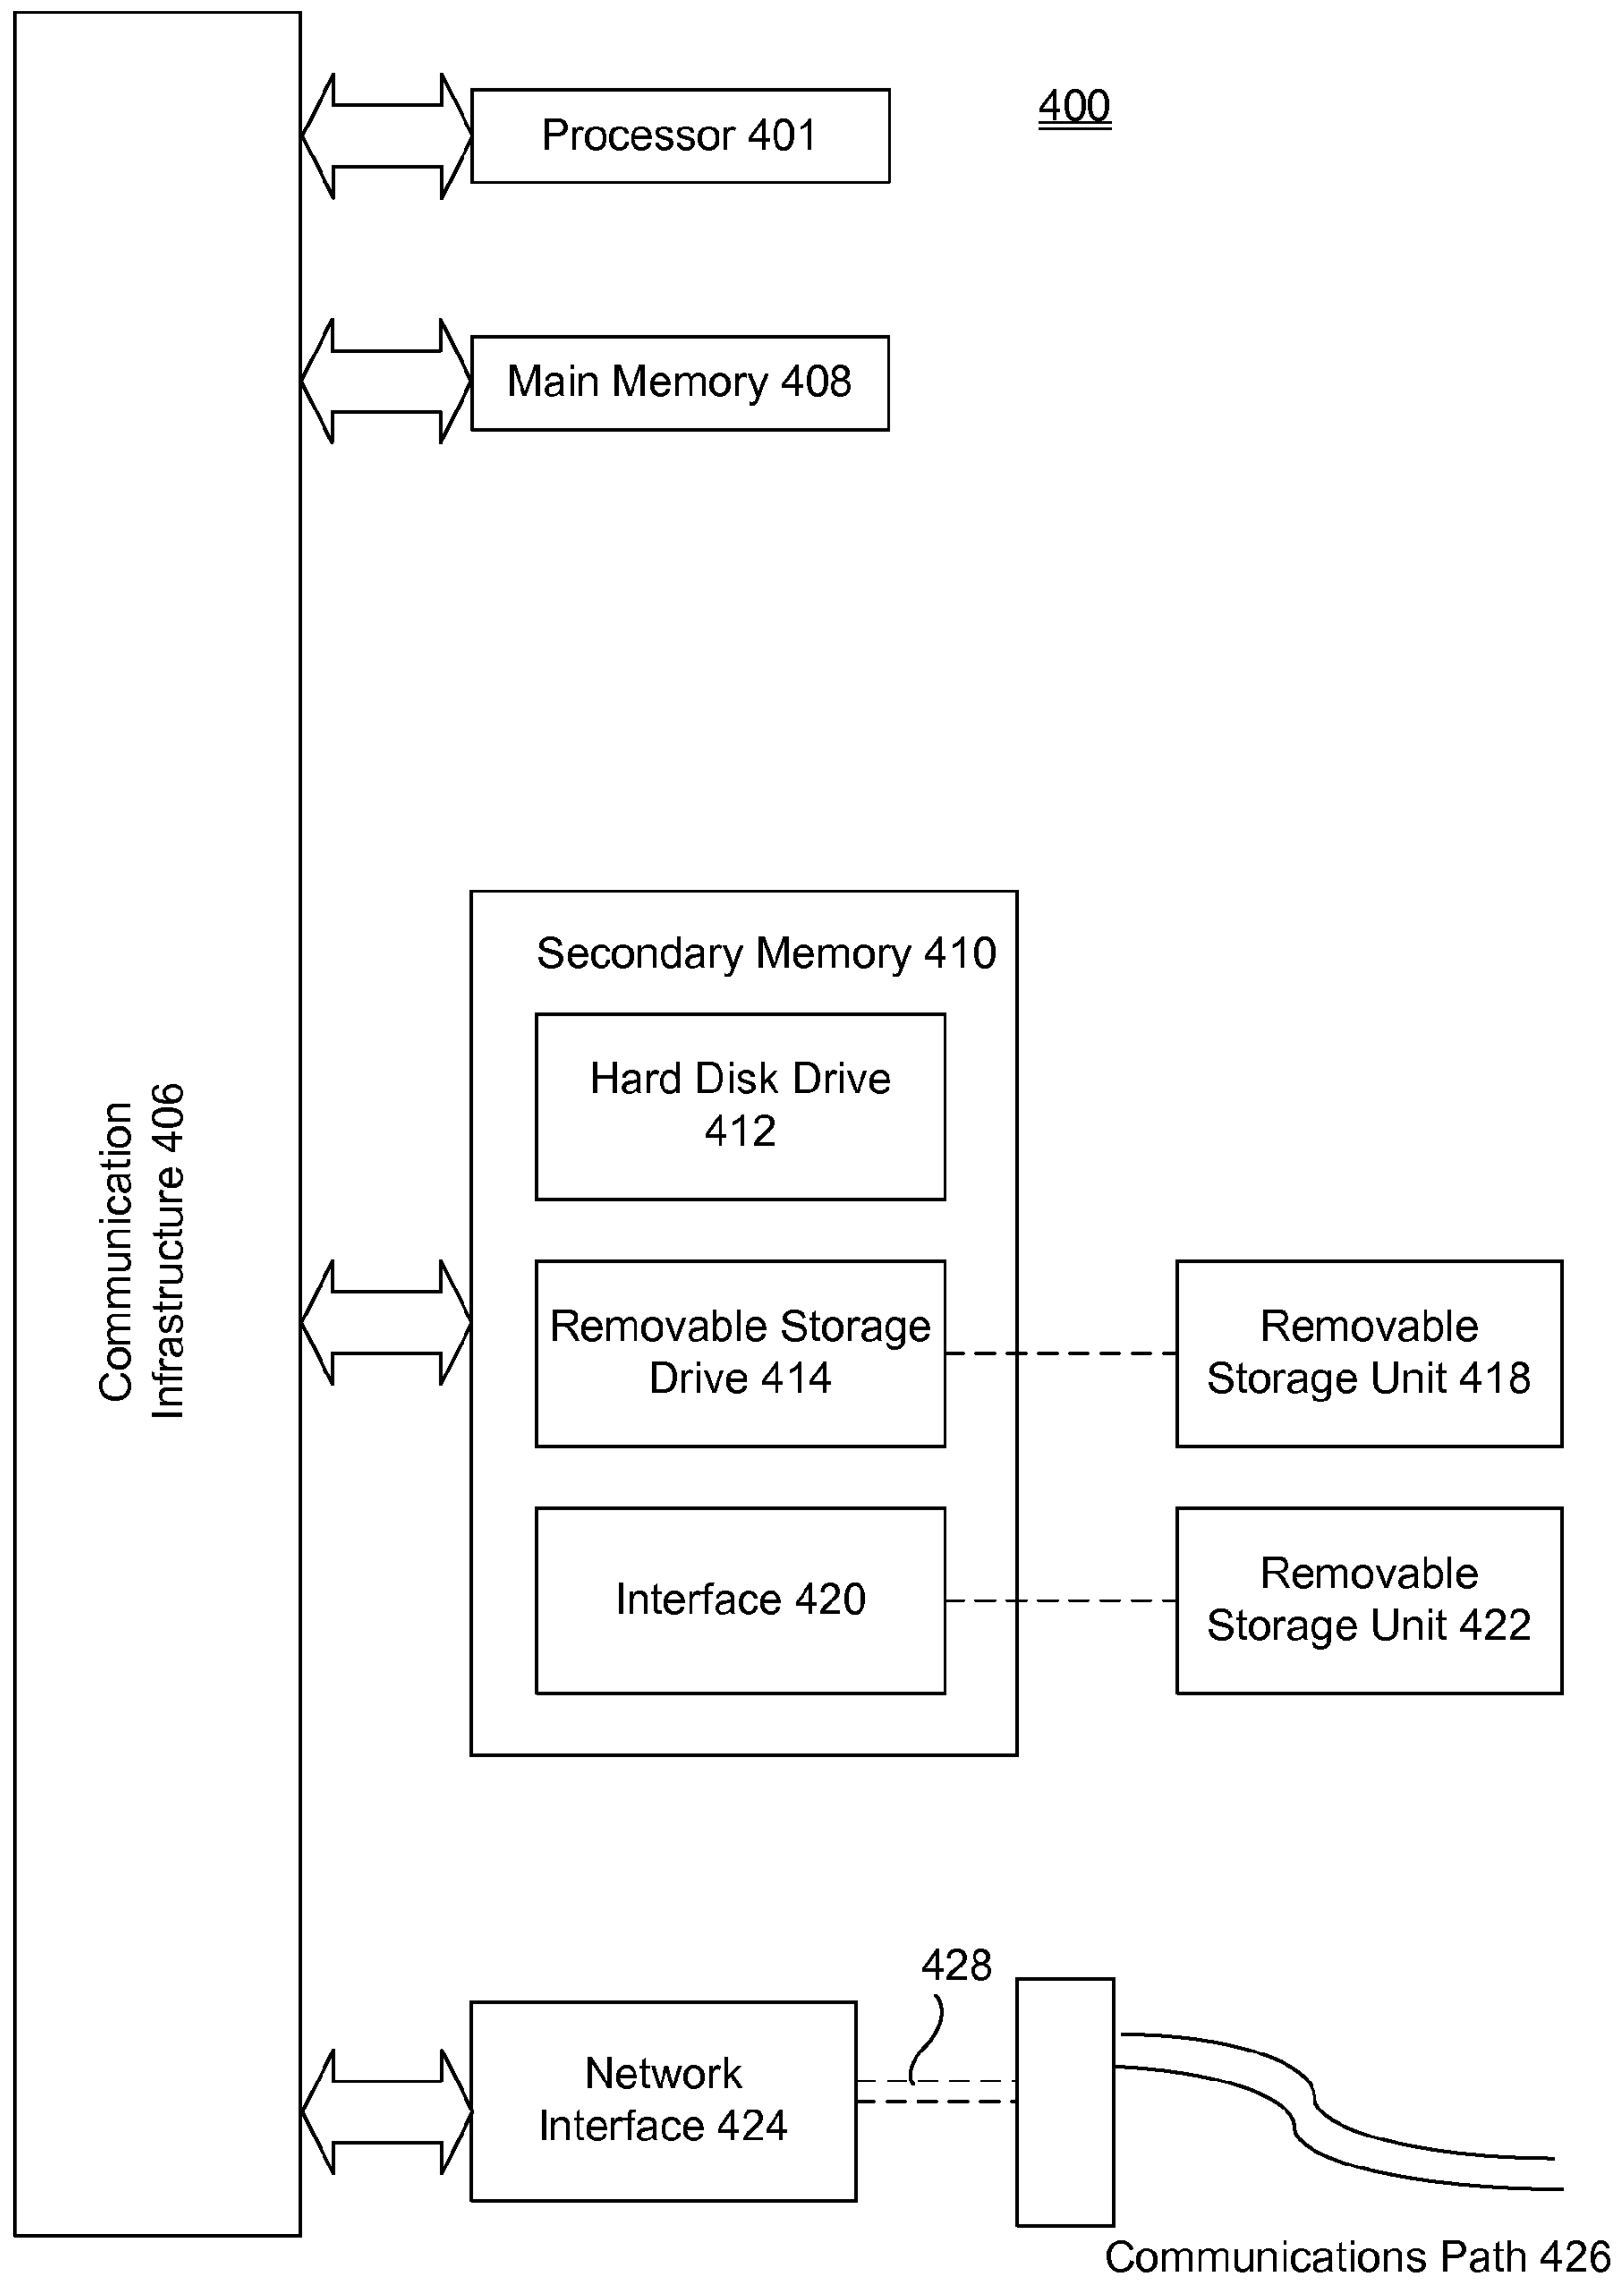 400
Processor 401
Main Memory 408
Communication
Infrastructure 406
Secondary Memory 410
Hard Disk Drive
412
Removable Storage
Drive 414
Removable
Storage Unit 418
Interface 420
Removable
Storage Unit 422
428
Network
Interface 424
Communications Path 426